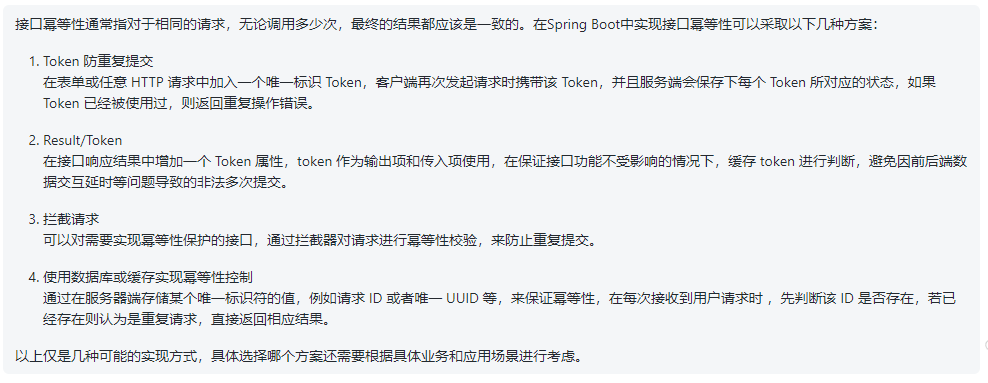 接口幂等性通常指对于相同的请求，无论调用多少次，最终的结果都应该是一致的。在Spring Boot中实现接口幂等性可以采取以下几种方案：
1. Token 防重复提交
在表单或任意 HTTP 请求中加入一个唯一标识 Token，客户端再次发起请求时携带该 Token，并且服务端会保存下每个 Token 所对应的状态，如果
Token 已经被使用过，则返回重复操作错误。
2. Result/Token
在接口响应结果中增加一个 Token 属性，token 作为输出项和传入项使用，在保证接口功能不受影响的情况下，缓存 token 进行判断，避免因前后端数
据交互延时等问题导致的非法多次提交。
3. 拦截请求
可以对需要实现幂等性保护的接口，通过拦截器对请求进行幂等性校验，来防止重复提交。
4. 使用数据库或缓存实现幂等性控制
通过在服务器端存储某个唯一标识符的值，例如请求 ID 或者唯一 UUID 等，来保证幂等性，在每次接收到用户请求时 ，先判断该 ID 是否存在，若已
经存在则认为是重复请求，直接返回相应结果。
以上仅是几种可能的实现方式，具体选择哪个方案还需要根据具体业务和应用场景进行考虑。